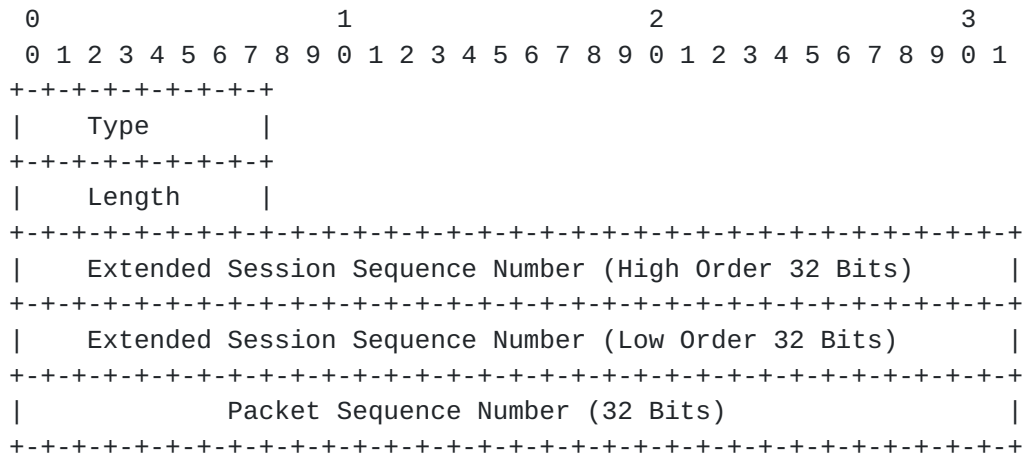 0                   1                   2                   3
0 1 2 3 4 5 6 7 8 9 0 1 2 3 4 5 6 7 8 9 0 1 2 3 4 5 6 7 8 9 0 1
+-+-+-+-+-+-+-+-+
|    Type       |
+-+-+-+-+-+-+-+-+
|    Length     |
+-+-+-+-+-+-+-+-+-+-+-+-+-+-+-+-+-+-+-+-+-+-+-+-+-+-+-+-+-+-+-+-+
|    Extended Session Sequence Number (High Order 32 Bits)      |
+-+-+-+-+-+-+-+-+-+-+-+-+-+-+-+-+-+-+-+-+-+-+-+-+-+-+-+-+-+-+-+-+
|    Extended Session Sequence Number (Low Order 32 Bits)       |
+-+-+-+-+-+-+-+-+-+-+-+-+-+-+-+-+-+-+-+-+-+-+-+-+-+-+-+-+-+-+-+-+
|             Packet Sequence Number (32 Bits)                  |
+-+-+-+-+-+-+-+-+-+-+-+-+-+-+-+-+-+-+-+-+-+-+-+-+-+-+-+-+-+-+-+-+